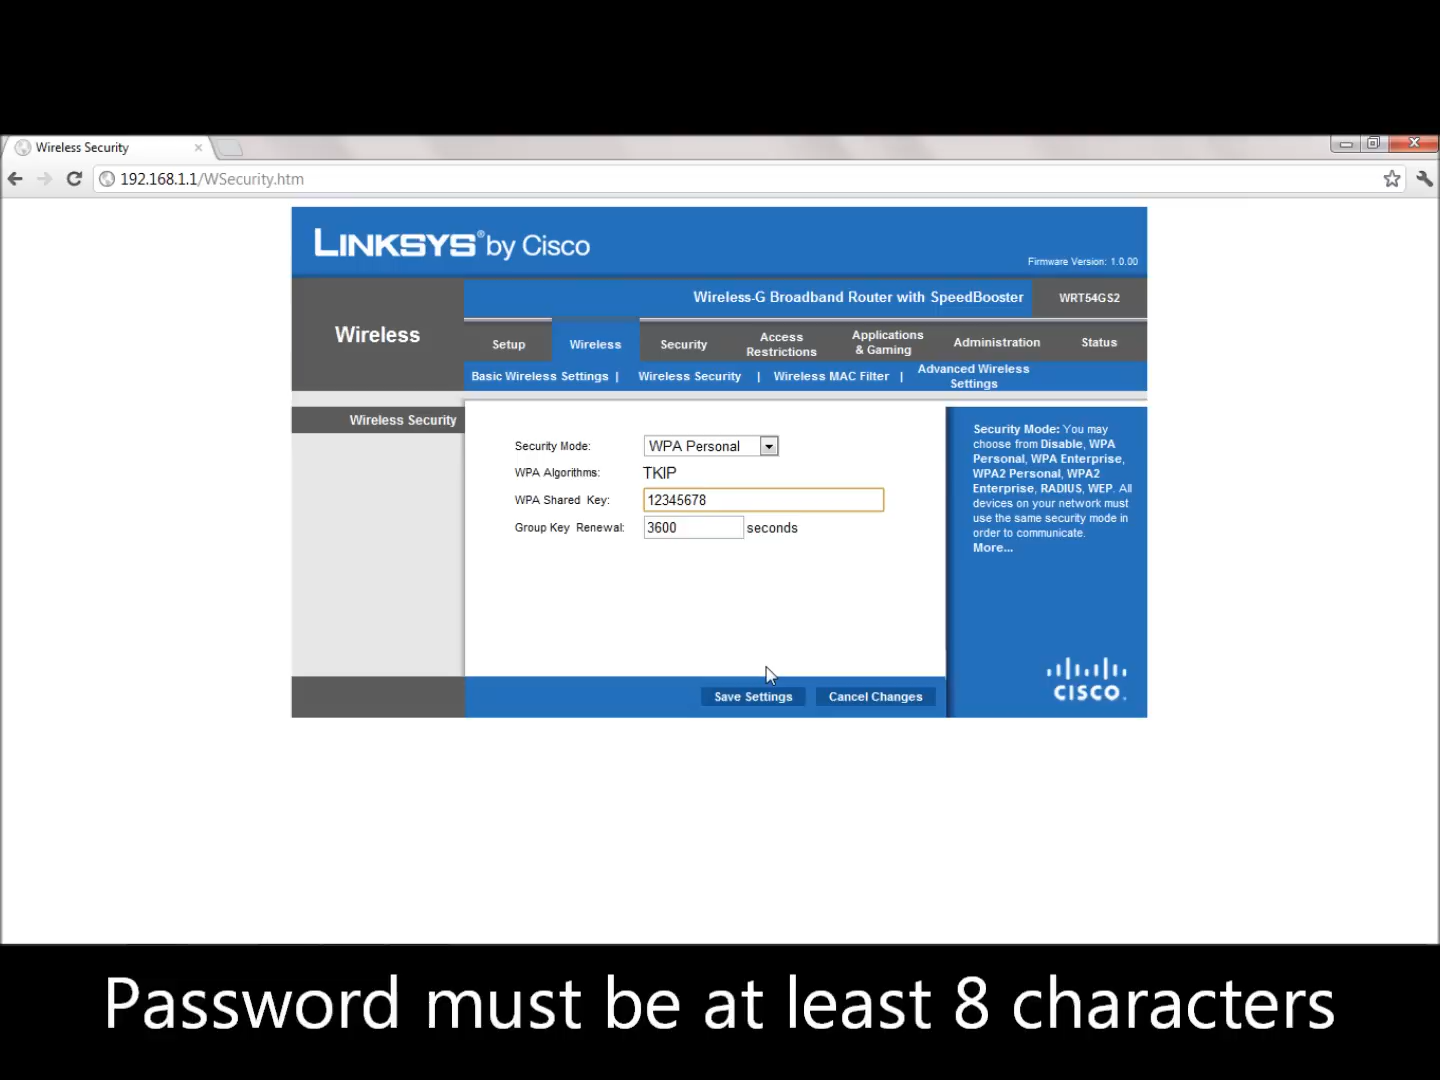 Wireless Security
192.168.1.1/WSecurity.htm
LINKSYS® by Cisco
Firmware Version: 1.0.00
Wireless-G Broadband Router with SpeedBooster WRT54GS2
Wireless
Setup Wireless Security Access Restrictions Applications & Gaming Administration Status
Basic Wireless Settings | Wireless Security | Wireless MAC Filter | Advanced Wireless Settings
Wireless Security
Security Mode: WPA Personal
WPA Algorithms: TKIP
WPA Shared Key: 12345678
Group Key Renewal: 3600 seconds
Security Mode: You may
choose from Disable, WPA
Personal, WPA Enterprise,
WPA2 Personal, WPA2
Enterprise, RADIUS, WEP. All
devices on your network must
use the same security mode in
order to communicate.
More...
Save Settings Cancel Changes
CISCO.
Password must be at least 8 characters